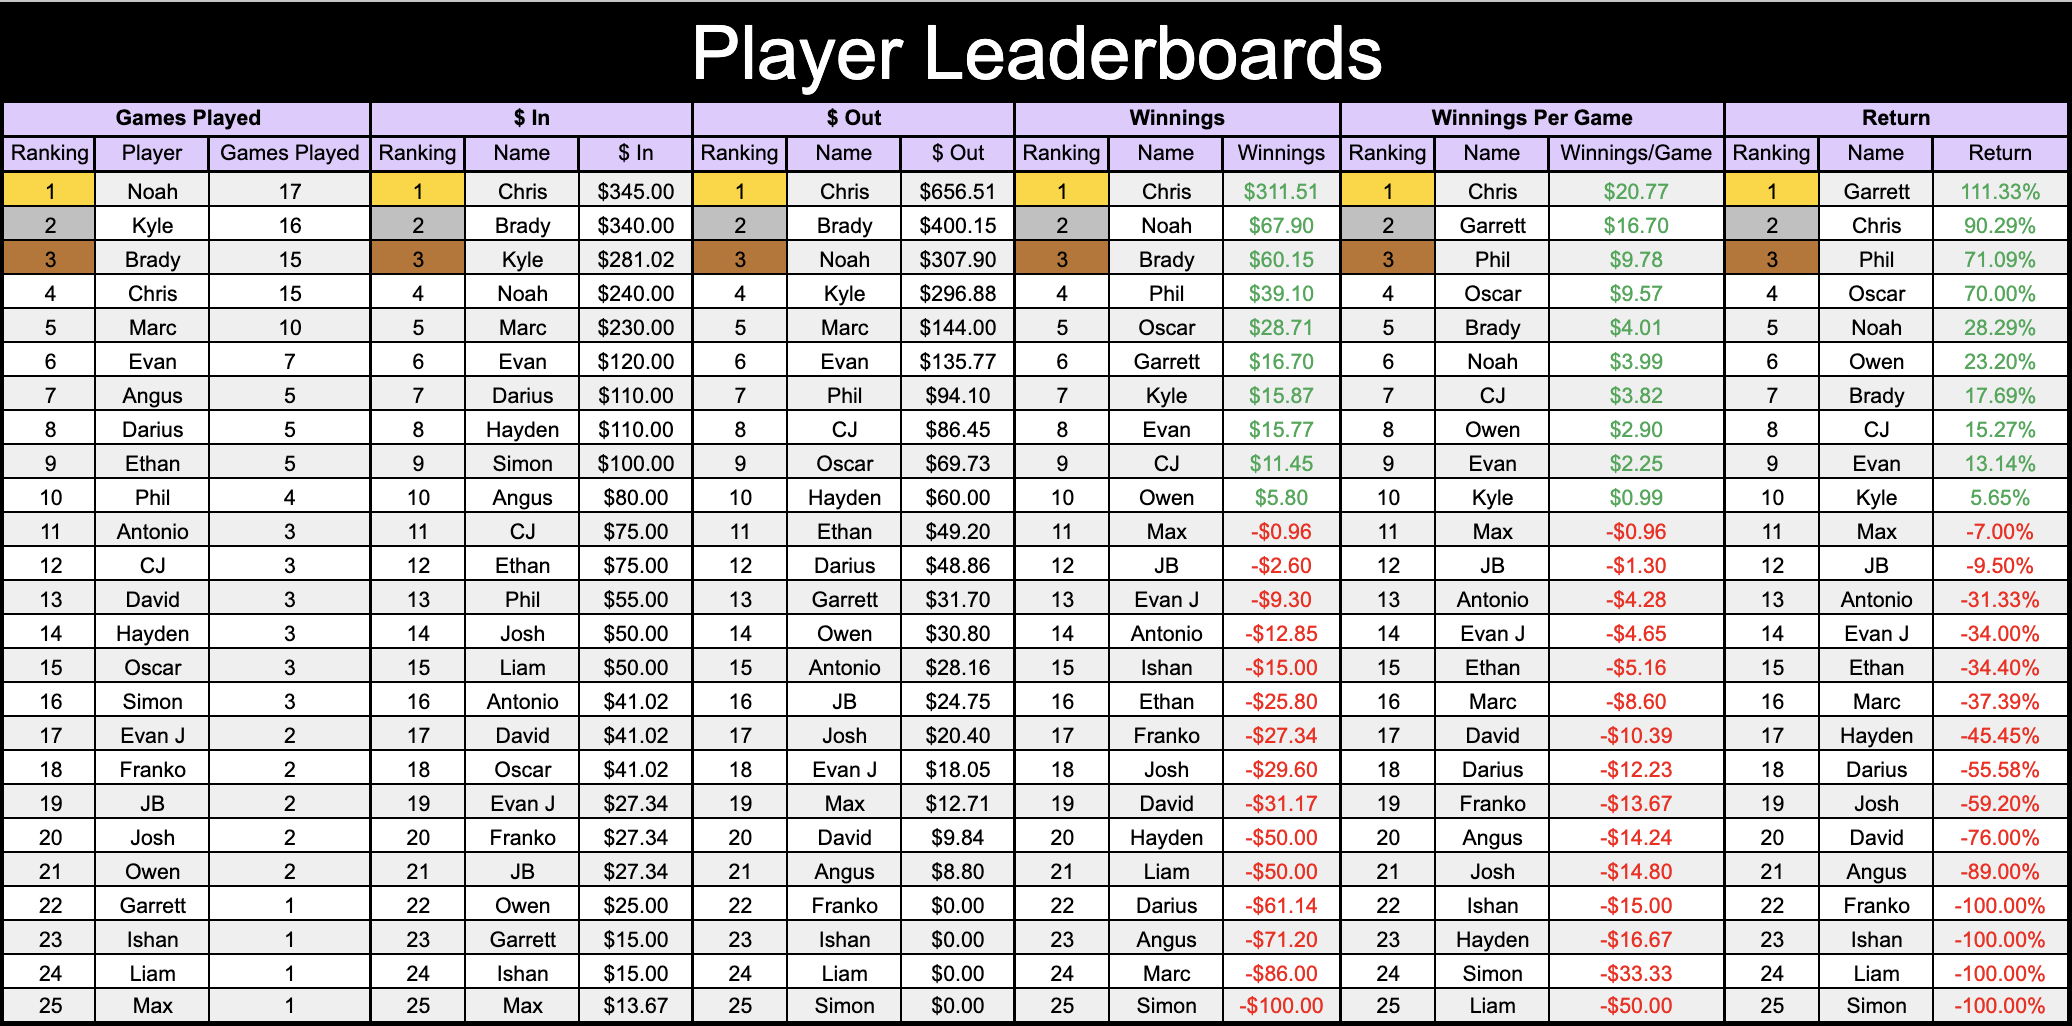 Player Leaderboards
Games Played $ In $ Out Winnings Winnings Per Game Return
Ranking Player Games Played Ranking Name $ In Ranking Name $ Out Ranking Name Winnings Ranking Name Winnings/Game Ranking Name Return
1 Noah 17 1 Chris $345.00 1 Chris $656.51 1 Chris $311.51 1 Chris $20.77 1 Garrett 111.33%
2 Kyle 16 2 Brady $340.00 2 Brady $400.15 2 Noah $67.90 2 Garrett $16.70 2 Chris 90.29%
3 Brady 15 3 Kyle $281.02 3 Noah $307.90 3 Brady $60.15 3 Phil $9.78 3 Phil 71.09%
4 Chris 15 4 Noah $240.00 4 Kyle $296.88 4 Phil $39.10 4 Oscar $9.57 4 Oscar 70.00%
5 Marc 10 5 Marc $230.00 5 Marc $144.00 5 Oscar $28.71 5 Brady $4.01 5 Noah 28.29%
6 Evan 7 6 Evan $120.00 6 Evan $135.77 6 Garrett $16.70 6 Noah $3.99 6 Owen 23.20%
7 Angus 5 7 Darius $110.00 7 Phil $94.10 7 Kyle $15.87 7 CJ $3.82 7 Brady 17.69%
8 Darius 5 8 Hayden $110.00 8 CJ $86.45 8 Evan $15.77 8 Owen $2.90 8 CJ 15.27%
9 Ethan 5 9 Simon $100.00 9 Oscar $69.73 9 CJ $11.45 9 Evan $2.25 9 Evan 13.14%
10 Phil 4 10 Angus $80.00 10 Hayden $60.00 10 Owen $5.80 10 Kyle $0.99 10 Kyle 5.65%
11 Antonio 3 11 CJ $75.00 11 Ethan $49.20 11 Max -$0.96 11 Max -$0.96 11 Max -7.00%
12 CJ 3 12 Ethan $75.00 12 Darius $48.86 12 JB -$2.60 12 JB -$1.30 12 JB -9.50%
13 David 3 13 Phil $55.00 13 Garrett $31.70 13 Evan J -$9.30 13 Antonio -$4.28 13 Antonio -31.33%
14 Hayden 3 14 Josh $50.00 14 Owen $30.80 14 Antonio -$12.85 14 Evan J -$4.65 14 Evan J -34.00%
15 Oscar 3 15 Liam $50.00 15 Antonio $28.16 15 Ishan -$15.00 15 Ethan -$5.16 15 Ethan -34.40%
16 Simon 3 16 Antonio $41.02 16 JB $24.75 16 Ethan -$25.80 16 Marc -$8.60 16 Marc -37.39%
17 Evan J 2 17 David $41.02 17 Josh $20.40 17 Franko -$27.34 17 David -$10.39 17 Hayden -45.45%
18 Franko 2 18 Oscar $41.02 18 Evan J $18.05 18 Josh -$29.60 18 Darius -$12.23 18 Darius -55.58%
19 JB 2 19 Evan J $27.34 19 Max $12.71 19 David -$31.17 19 Franko -$13.67 19 Josh -59.20%
20 Josh 2 20 Franko $27.34 20 David $9.84 20 Hayden -$50.00 20 Angus -$14.24 20 David -76.00%
21 Owen 2 21 JB $27.34 21 Angus $8.80 21 Liam -$50.00 21 Josh -$14.80 21 Angus -89.00%
22 Garrett 1 22 Owen $25.00 22 Franko $0.00 22 Darius -$61.14 22 Ishan -$15.00 22 Franko -100.00%
23 Ishan 1 23 Garrett $15.00 23 Ishan $0.00 23 Angus -$71.20 23 Hayden -$16.67 23 Ishan -100.00%
24 Liam 1 24 Ishan $15.00 24 Liam $0.00 24 Marc -$86.00 24 Simon -$33.33 24 Liam -100.00%
25 Max 1 25 Max $13.67 25 Simon $0.00 25 Simon -$100.00 25 Liam -$50.00 25 Simon -100.00%